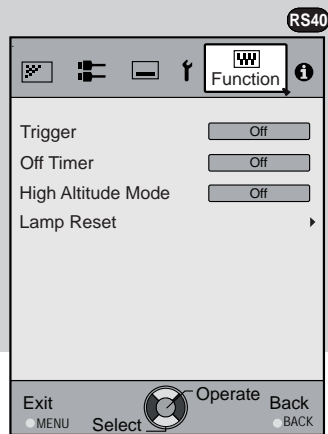 RS40
Function
Trigger Off
Off Timer Off
High Altitude Mode Off
Lamp Reset
Exit Operate Back
MENU Select BACK